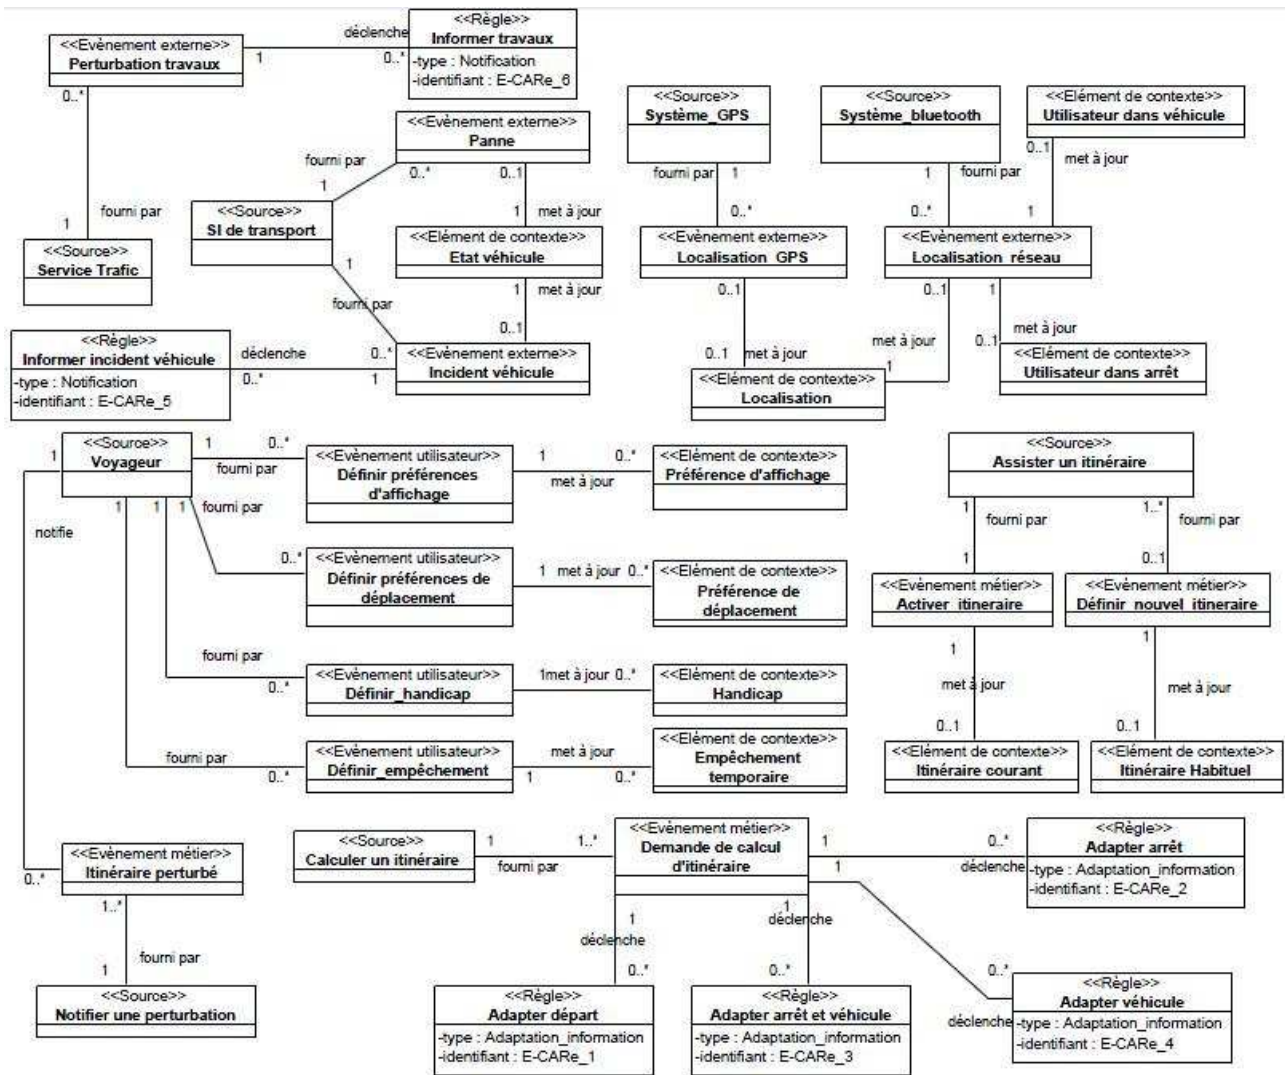 <<Evènement externe>>
Perturbation travaux
1
déclenche
0..*
<<Règle>>
Informer travaux
-type : Notification
-identifiant : E-CARe_6
0..*
fourni par
1
<<Source>>
Service Trafic
<<Evènement externe>>
Panne
fourni par
0..*
1
0..1
met à jour
1
<<Source>>
SI de transport
<<Elément de contexte>>
Etat véhicule
1
fourni par
1
met à jour
0..1
<<Règle>>
Informer incident véhicule
-type : Notification
-identifiant : E-CARe_5
déclenche
0..*
0..*
1
<<Evènement externe>>
Incident véhicule
<<Source>>
Système_GPS
fourni par
1
0..*
<<Evènement externe>>
Localisation_GPS
0..1
0..1
met à jour
<<Elément de contexte>>
Localisation
<<Source>>
Système_bluetooth
1
fourni par
0..*
<<Elément de contexte>>
Utilisateur dans véhicule
0..1
met à jour
1
<<Evènement externe>>
Localisation_réseau
0..1
met à jour
1
1
met à jour
0..1
<<Elément de contexte>>
Utilisateur dans arrêt
<<Source>>
Voyageur
1
0..*
fourni par
<<Evènement utilisateur>>
Définir préférences
d'affichage
1
0..*
met à jour
<<Elément de contexte>>
Préférence d'affichage
1
notifie
1
1
1
fourni par
0..*
<<Evènement utilisateur>>
Définir préférences de
déplacement
1
met à jour
0..*
<<Elément de contexte>>
Préférence de
déplacement
fourni par
0..*
<<Evènement utilisateur>>
Définir_handicap
1
met à jour
0..*
<<Elément de contexte>>
Handicap
fourni par
0..*
<<Evènement utilisateur>>
Définir_empêchement
met à jour
1
0..*
<<Elément de contexte>>
Empêchement
temporaire
<<Source>>
Assister un itinéraire
1
fourni par
1
1..*
fourni par
0..1
<<Evènement métier>>
Activer_itineraire
<<Evènement métier>>
Définir_nouvel_itineraire
1
met à jour
0..1
1
met à jour
0..1
<<Elément de contexte>>
Itinéraire courant
<<Elément de contexte>>
Itinéraire Habituel
<<Evènement métier>>
Itinéraire perturbé
0..*
1..*
fourni par
1
<<Source>>
Notifier une perturbation
<<Source>>
Calculer un itinéraire
1
1..*
fourni par
<<Evènement métier>>
Demande de calcul
d'itinéraire
1
0..*
déclenche
<<Règle>>
Adapter arrêt
-type : Adaptation_information
-identifiant : E-CARe_2
1
0..*
déclenche
<<Règle>>
Adapter véhicule
-type : Adaptation_information
-identifiant : E-CARe_4
1
déclenche
0..*
<<Règle>>
Adapter départ
-type : Adaptation_information
-identifiant : E-CARe_1
1
déclenche
0..*
<<Règle>>
Adapter arrêt et véhicule
-type : Adaptation_information
-identifiant : E-CARe_3